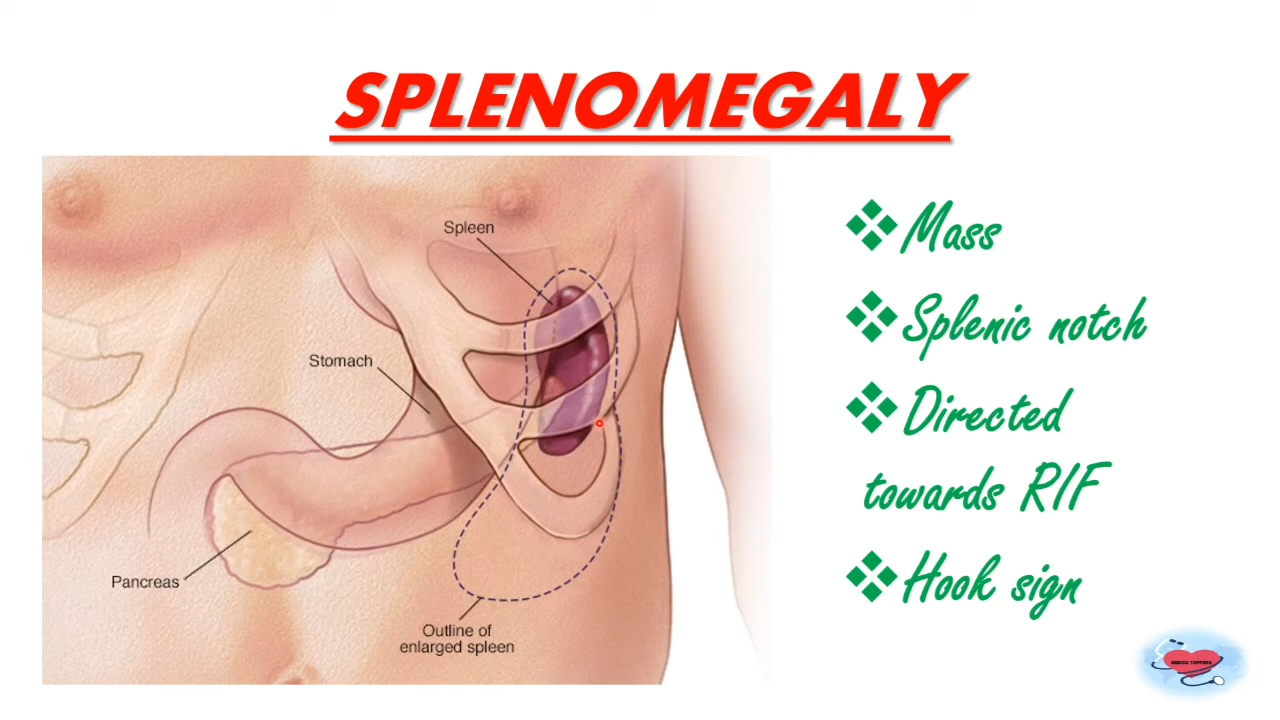 SPLENOMEGALY
Spleen
Stomach
Pancreas
Outline of
enlarged spleen
❖Mass
❖Splenic notch
❖Directed
towards RIF
❖Hook sign